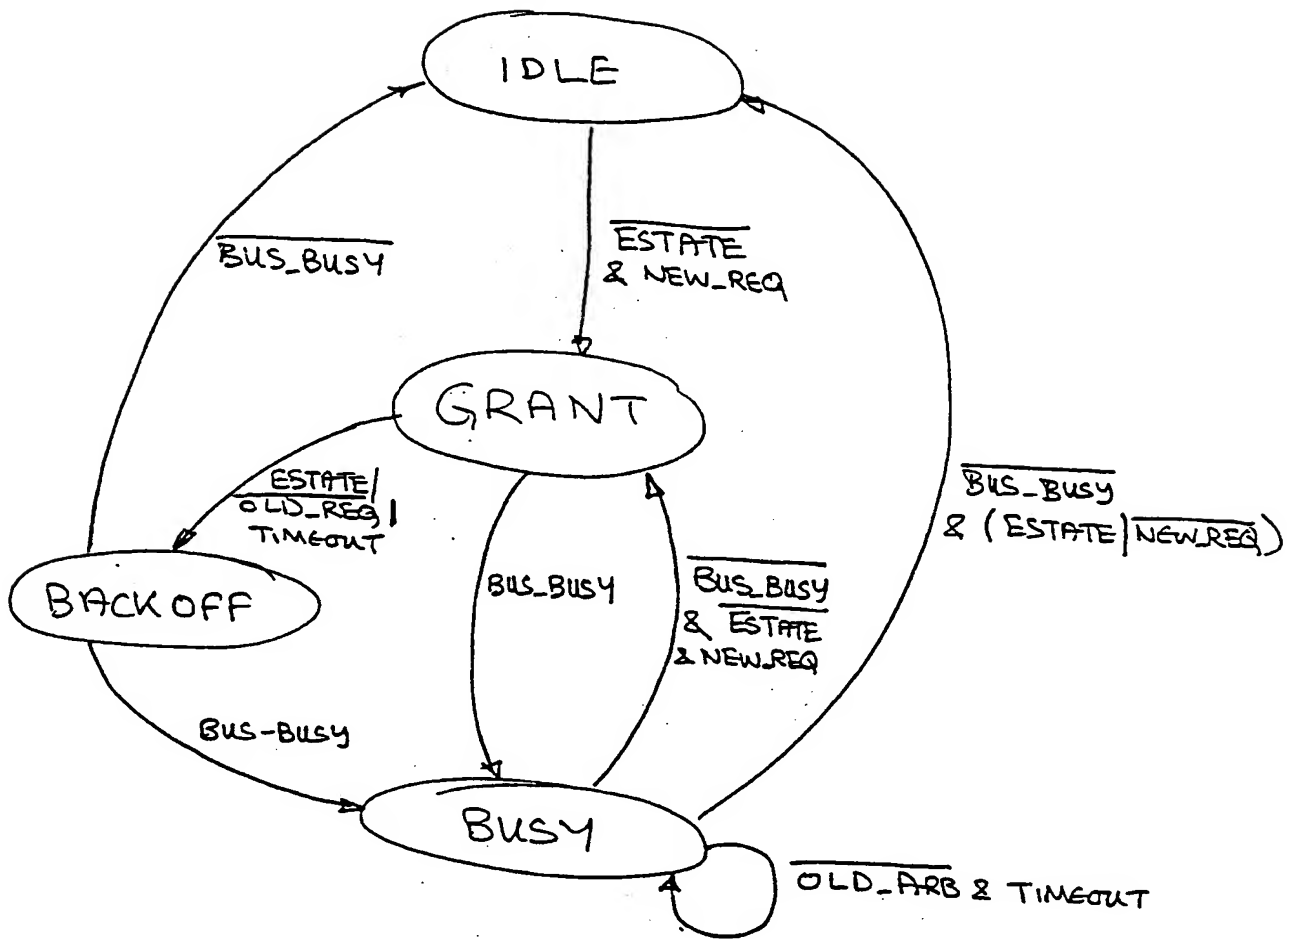 IDLE
BUS_BUSY
ESTATE
& NEW_REQ
GRANT
ESTATE/
OLD_REQ|
TIMEOUT
BUS_BUSY
& (ESTATE|NEW_REQ)
BACKOFF
BUS_BUSY
BUS_BUSY
& ESTATE
& NEW_REQ
BUS-BUSY
BUSY
OLD_ARB & TIMEOUT